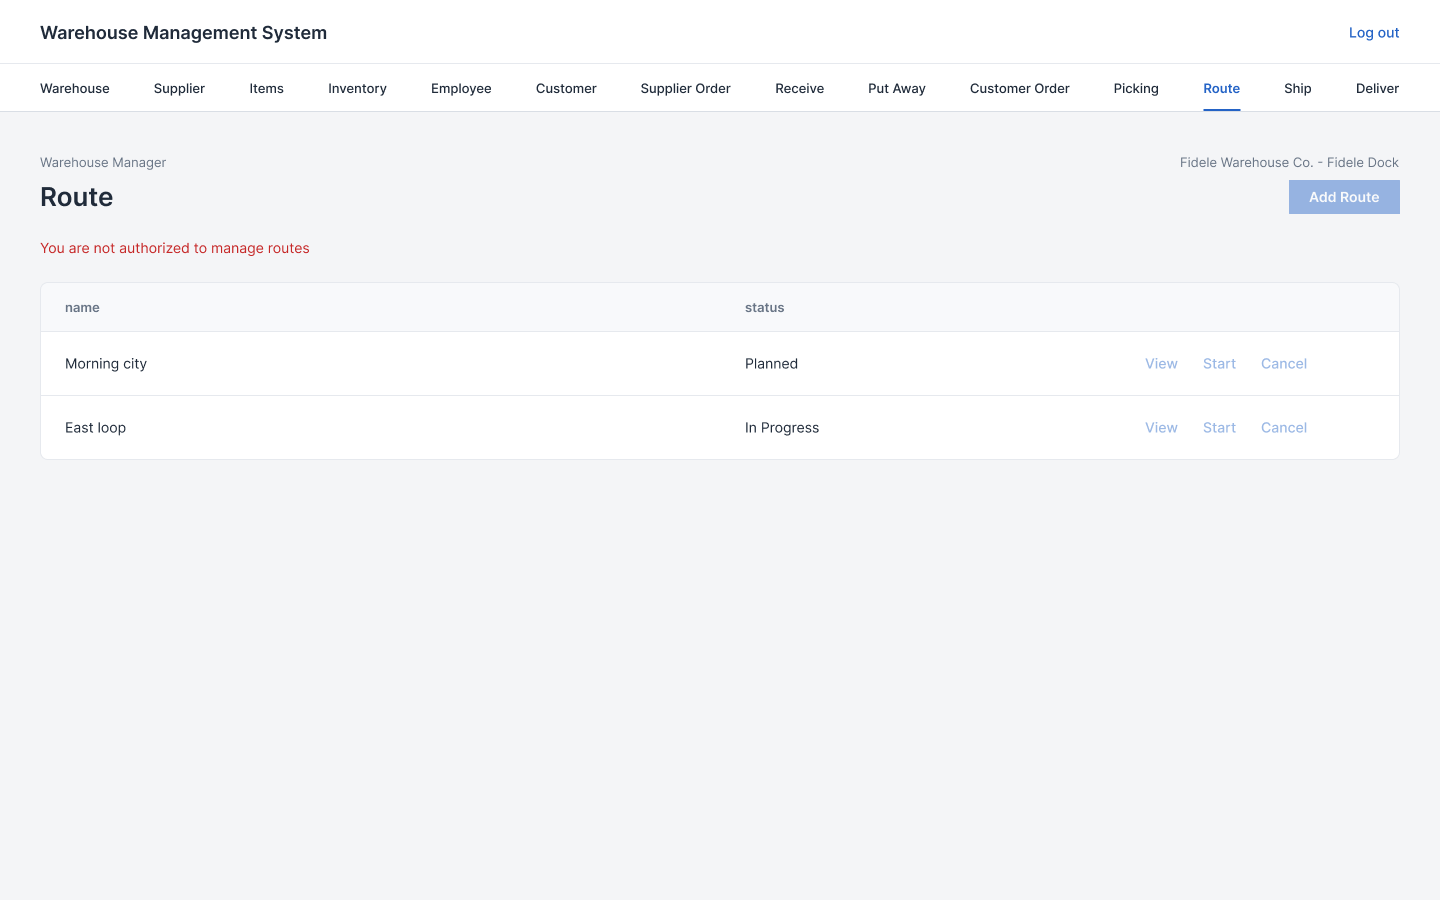 Warehouse Management System
Log out
Warehouse Supplier Items Inventory Employee Customer Supplier Order Receive Put Away Customer Order Picking Route Ship Deliver
Warehouse Manager
Fidele Warehouse Co. - Fidele Dock
Route
Add Route
You are not authorized to manage routes
name status
Morning city Planned View Start Cancel
East loop In Progress View Start Cancel